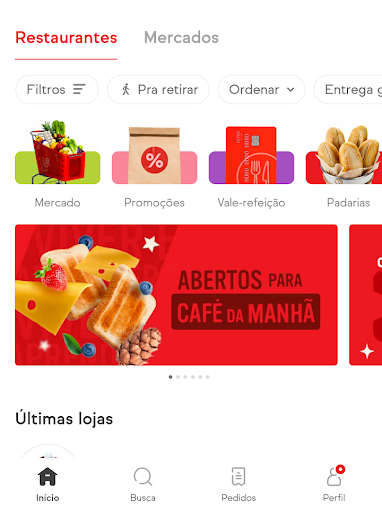 Restaurantes Mercados
Filtros Pra retirar Ordenar Entrega g
Mercado Promoções Vale-refeição Padarias
ABERTOS PARA
CAFÉ DA MANHÃ
Últimas lojas
Início Busca Pedidos Perfil